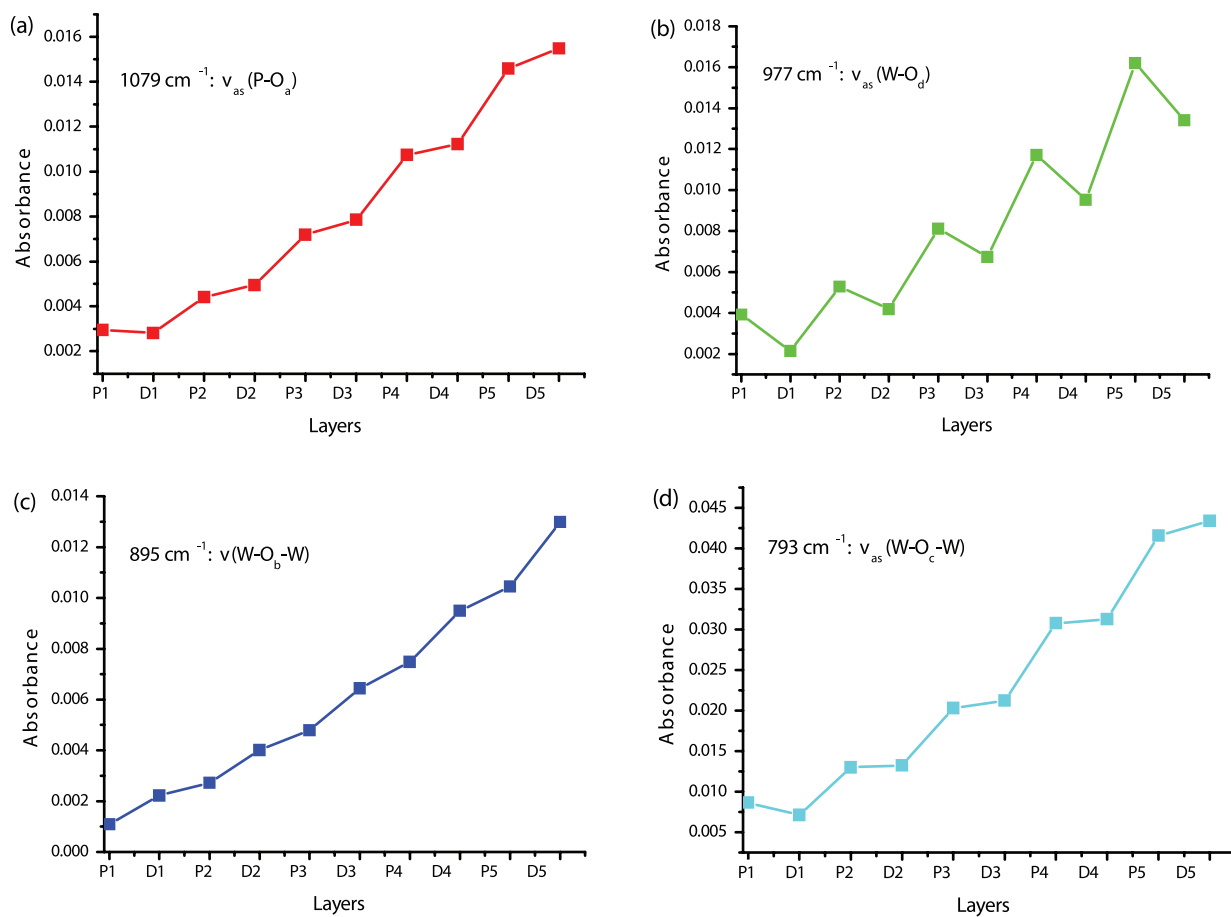 (a)
0.016
0.014
0.012
0.010
0.008
0.006
0.004
0.002
Absorbance
1079 cm ⁻¹: ν as (P-Oa)
P1 D1 P2 D2 P3 D3 P4 D4 P5 D5
Layers
(b)
0.018
0.016
0.014
0.012
0.010
0.008
0.006
0.004
0.002
Absorbance
977 cm ⁻¹: ν as (W-Od)
P1 D1 P2 D2 P3 D3 P4 D4 P5 D5
Layers
(c)
0.014
0.012
0.010
0.008
0.006
0.004
0.002
0.000
Absorbance
895 cm ⁻¹: ν (W-Ob-W)
P1 D1 P2 D2 P3 D3 P4 D4 P5 D5
Layers
(d)
0.045
0.040
0.035
0.030
0.025
0.020
0.015
0.010
0.005
Absorbance
793 cm ⁻¹: ν as (W-Oc-W)
P1 D1 P2 D2 P3 D3 P4 D4 P5 D5
Layers